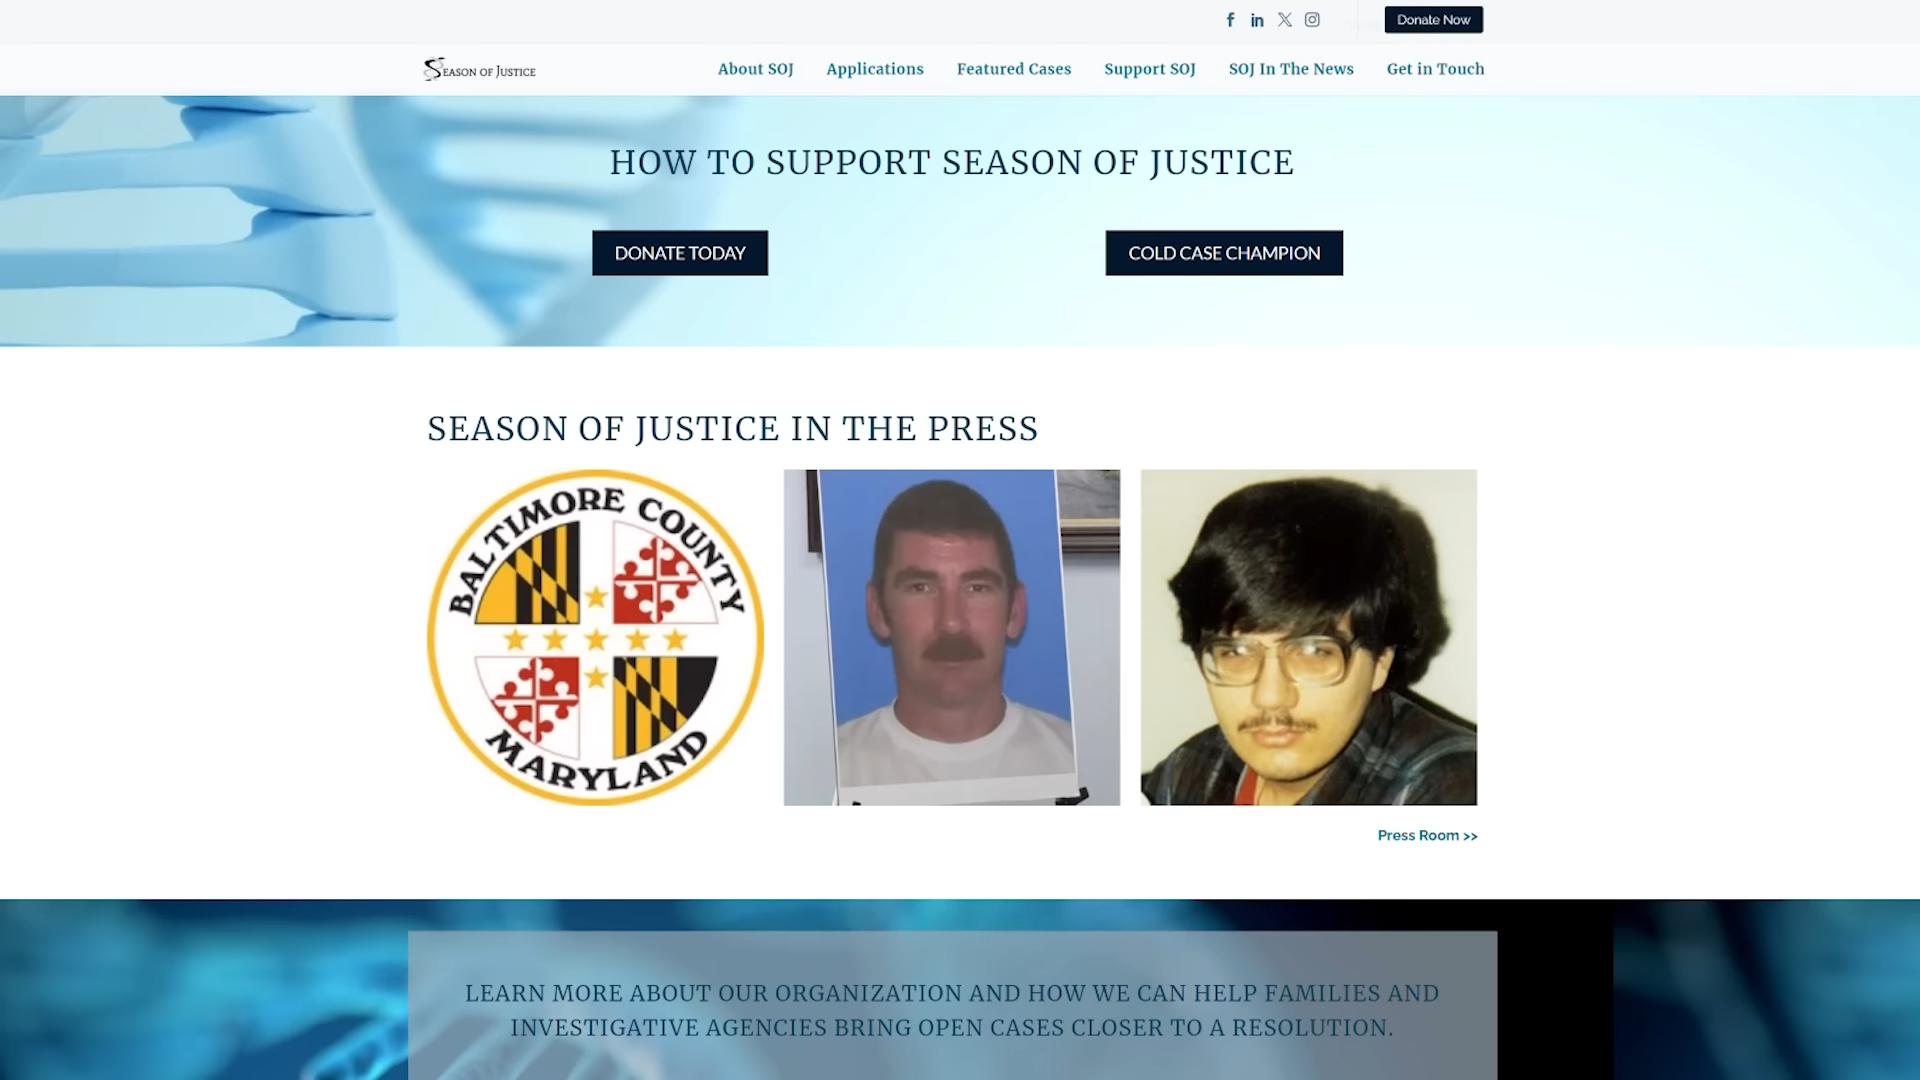 Donate Now
SEASON OF JUSTICE
About SOJ
Applications
Featured Cases
Support SOJ
SOJ In The News
Get in Touch
HOW TO SUPPORT SEASON OF JUSTICE
DONATE TODAY
COLD CASE CHAMPION
SEASON OF JUSTICE IN THE PRESS
BALTIMORE COUNTY
MARYLAND
Press Room >>
LEARN MORE ABOUT OUR ORGANIZATION AND HOW WE CAN HELP FAMILIES AND
INVESTIGATIVE AGENCIES BRING OPEN CASES CLOSER TO A RESOLUTION.